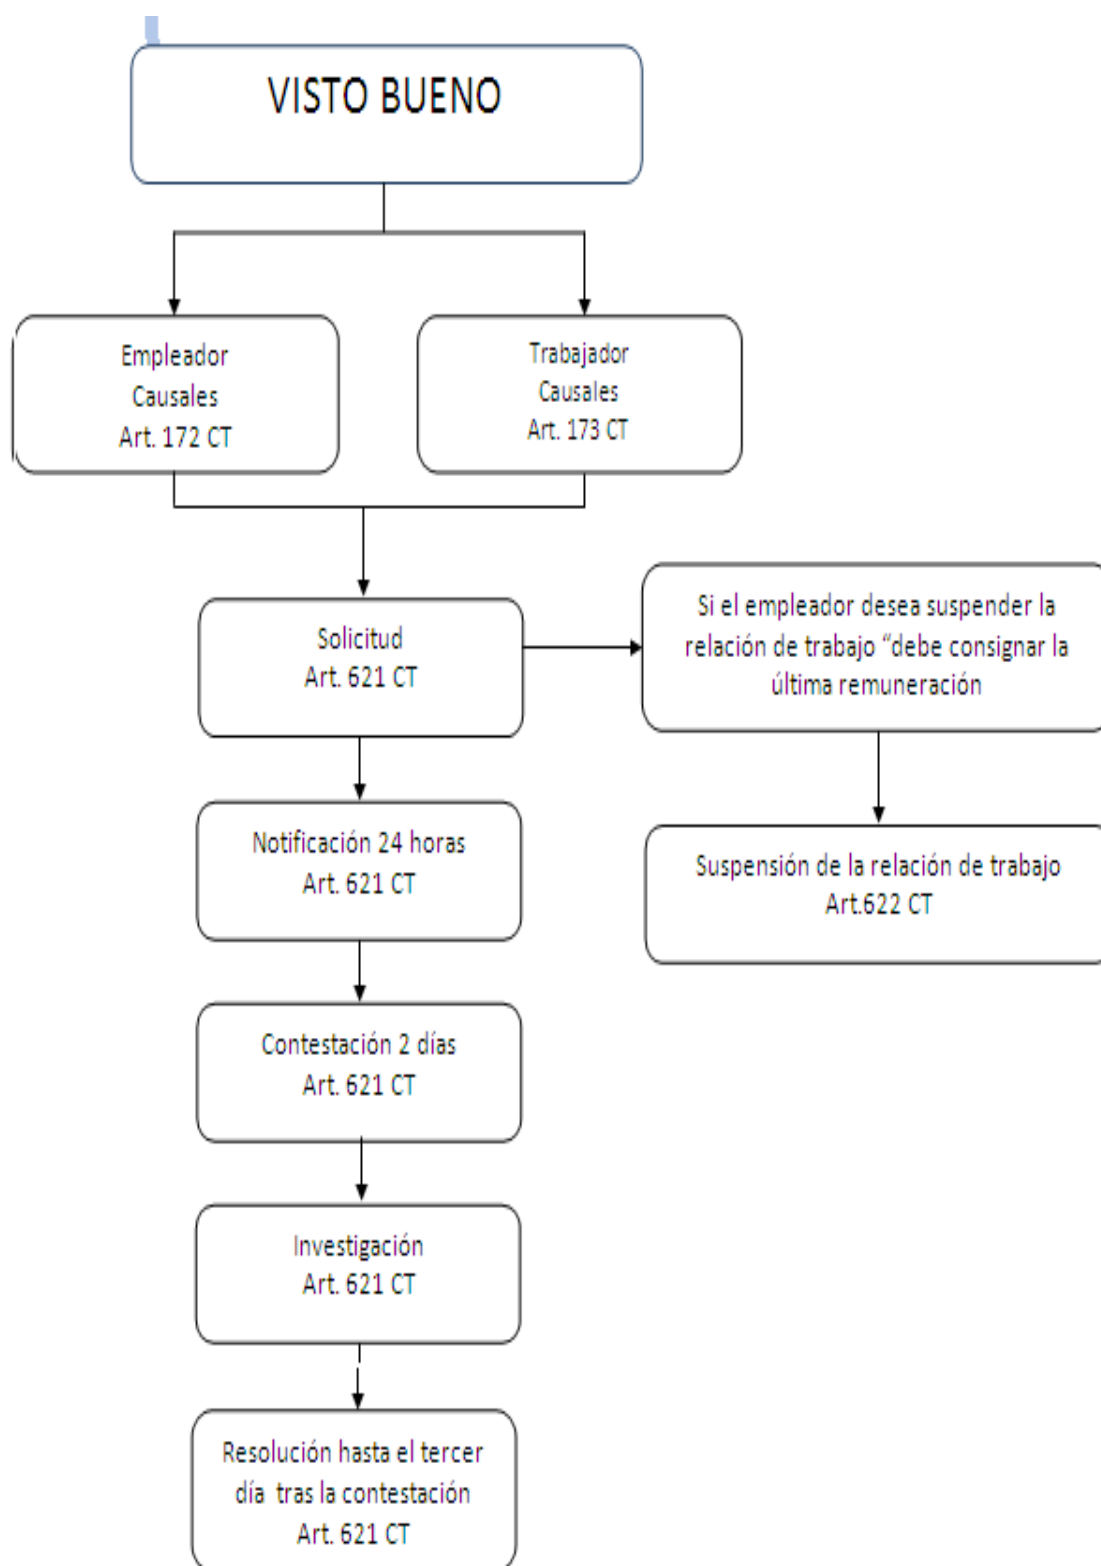 VISTO BUENO
Empleador
Causales
Art. 172 CT
Trabajador
Causales
Art. 173 CT
Solicitud
Art. 621 CT
Si el empleador desea suspender la
relación de trabajo “debe consignar la
última remuneración
Notificación 24 horas
Art. 621 CT
Suspensión de la relación de trabajo
Art.622 CT
Contestación 2 días
Art. 621 CT
Investigación
Art. 621 CT
Resolución hasta el tercer
día tras la contestación
Art. 621 CT